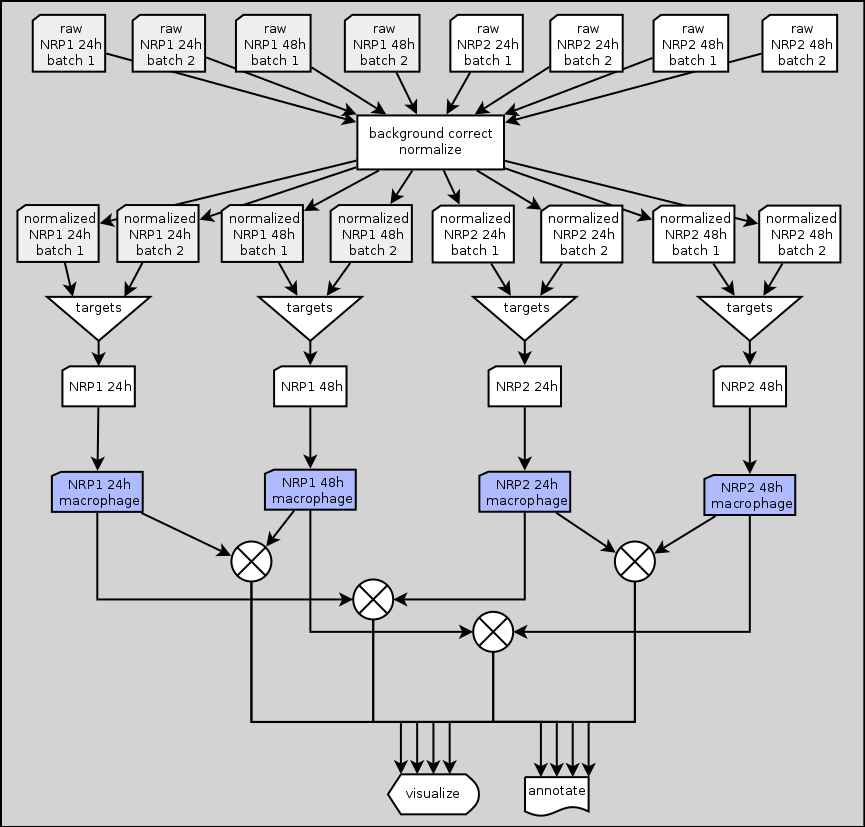 raw
NRP1 24h
batch 1
raw
NRP1 24h
batch 2
raw
NRP1 48h
batch 1
raw
NRP1 48h
batch 2
raw
NRP2 24h
batch 1
raw
NRP2 24h
batch 2
raw
NRP2 48h
batch 1
raw
NRP2 48h
batch 2
background correct
normalize
normalized
NRP1 24h
batch 1
normalized
NRP1 24h
batch 2
normalized
NRP1 48h
batch 1
normalized
NRP1 48h
batch 2
normalized
NRP2 24h
batch 1
normalized
NRP2 24h
batch 2
normalized
NRP2 48h
batch 1
normalized
NRP2 48h
batch 2
targets
targets
targets
targets
NRP1 24h
NRP1 48h
NRP2 24h
NRP2 48h
NRP1 24h
macrophage
NRP1 48h
macrophage
NRP2 24h
macrophage
NRP2 48h
macrophage
visualize
annotate